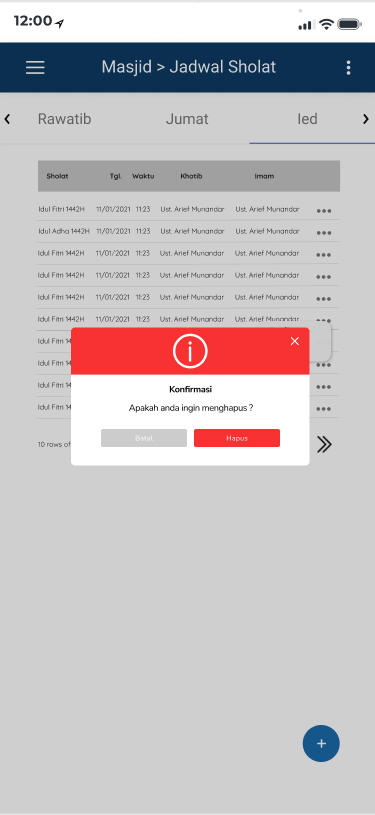 12:00
Masjid > Jadwal Sholat
Rawatib Jumat Ied
Sholat Tgl. Waktu Khotib Imam
Idul Fitri 1442H 11/01/2021 11:23 Ust. Arief Munandar Ust. Arief Munandar
Idul Adha 1442H 11/01/2021 11:23 Ust. Arief Munandar Ust. Arief Munandar
Idul Fitri 1442H 11/01/2021 11:23 Ust. Arief Munandar Ust. Arief Munandar
Idul Fitri 1442H 11/01/2021 11:23 Ust. Arief Munandar Ust. Arief Munandar
Idul Fitri 1442H 11/01/2021 11:23 Ust. Arief Munandar Ust. Arief Munandar
Idul Fitri 1442H 11/01/2021 11:23 Ust. Arief Munandar Ust. Arief Munandar
Idul Fitri 14
Idul Fitri 14
Idul Fitri 14
Idul Fitri 14
Konfirmasi
Apakah anda ingin menghapus ?
Batal Hapus
10 rows of